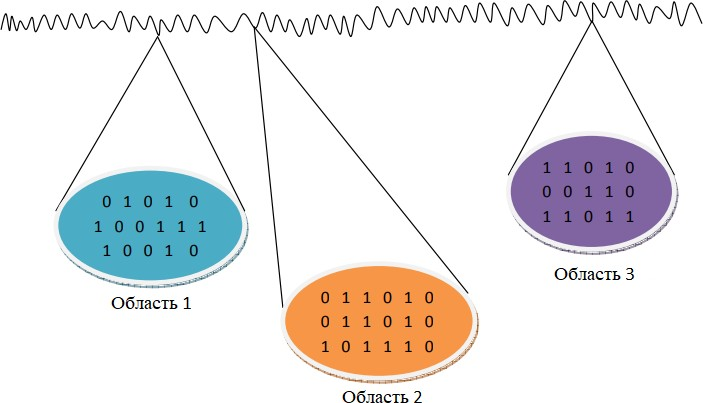 0 1 0 1 0
1 0 0 1 1 1
1 0 0 1 0
Область 1
0 1 1 0 1 0
0 1 1 0 1 0
1 0 1 1 1 0
Область 2
1 1 0 1 0
0 0 1 1 0
1 1 0 1 1
Область 3